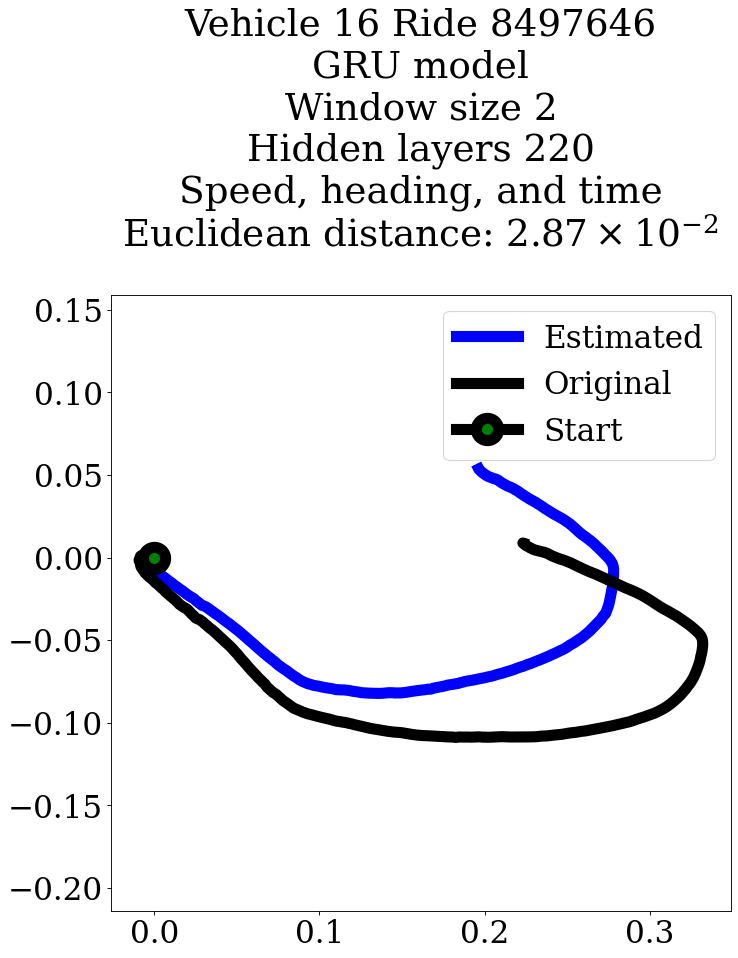 Vehicle 16 Ride 8497646
GRU model
Window size 2
Hidden layers 220
Speed, heading, and time
Euclidean distance: 2.87 × 10⁻²
Estimated
Original
Start
0.15
0.10
0.05
0.00
−0.05
−0.10
−0.15
−0.20
0.0 0.1 0.2 0.3